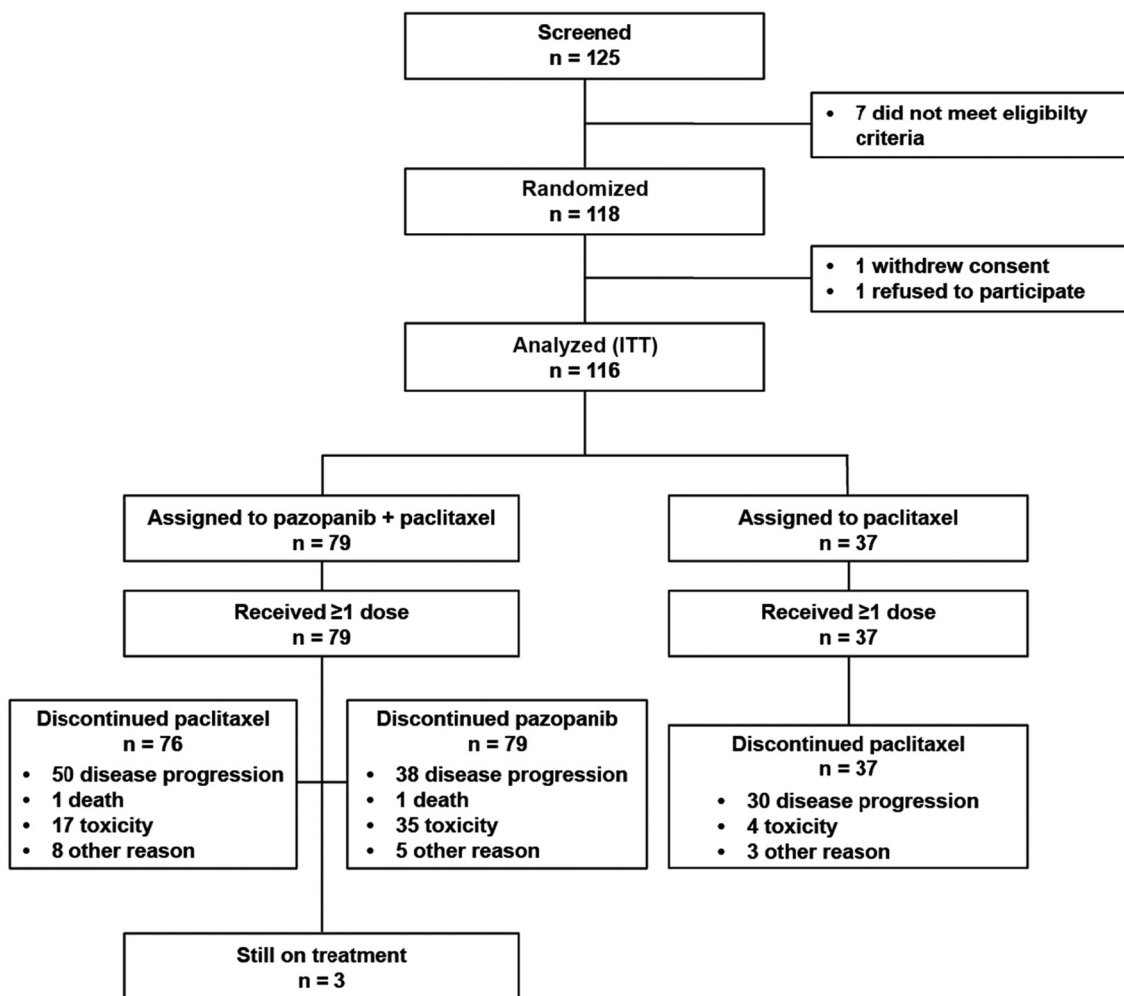 Screened
n = 125
• 7 did not meet eligibilty
criteria
Randomized
n = 118
• 1 withdrew consent
• 1 refused to participate
Analyzed (ITT)
n = 116
Assigned to pazopanib + paclitaxel
n = 79
Assigned to paclitaxel
n = 37
Received ≥1 dose
n = 79
Received ≥1 dose
n = 37
Discontinued paclitaxel
n = 76
• 50 disease progression
• 1 death
• 17 toxicity
• 8 other reason
Discontinued pazopanib
n = 79
• 38 disease progression
• 1 death
• 35 toxicity
• 5 other reason
Discontinued paclitaxel
n = 37
• 30 disease progression
• 4 toxicity
• 3 other reason
Still on treatment
n = 3